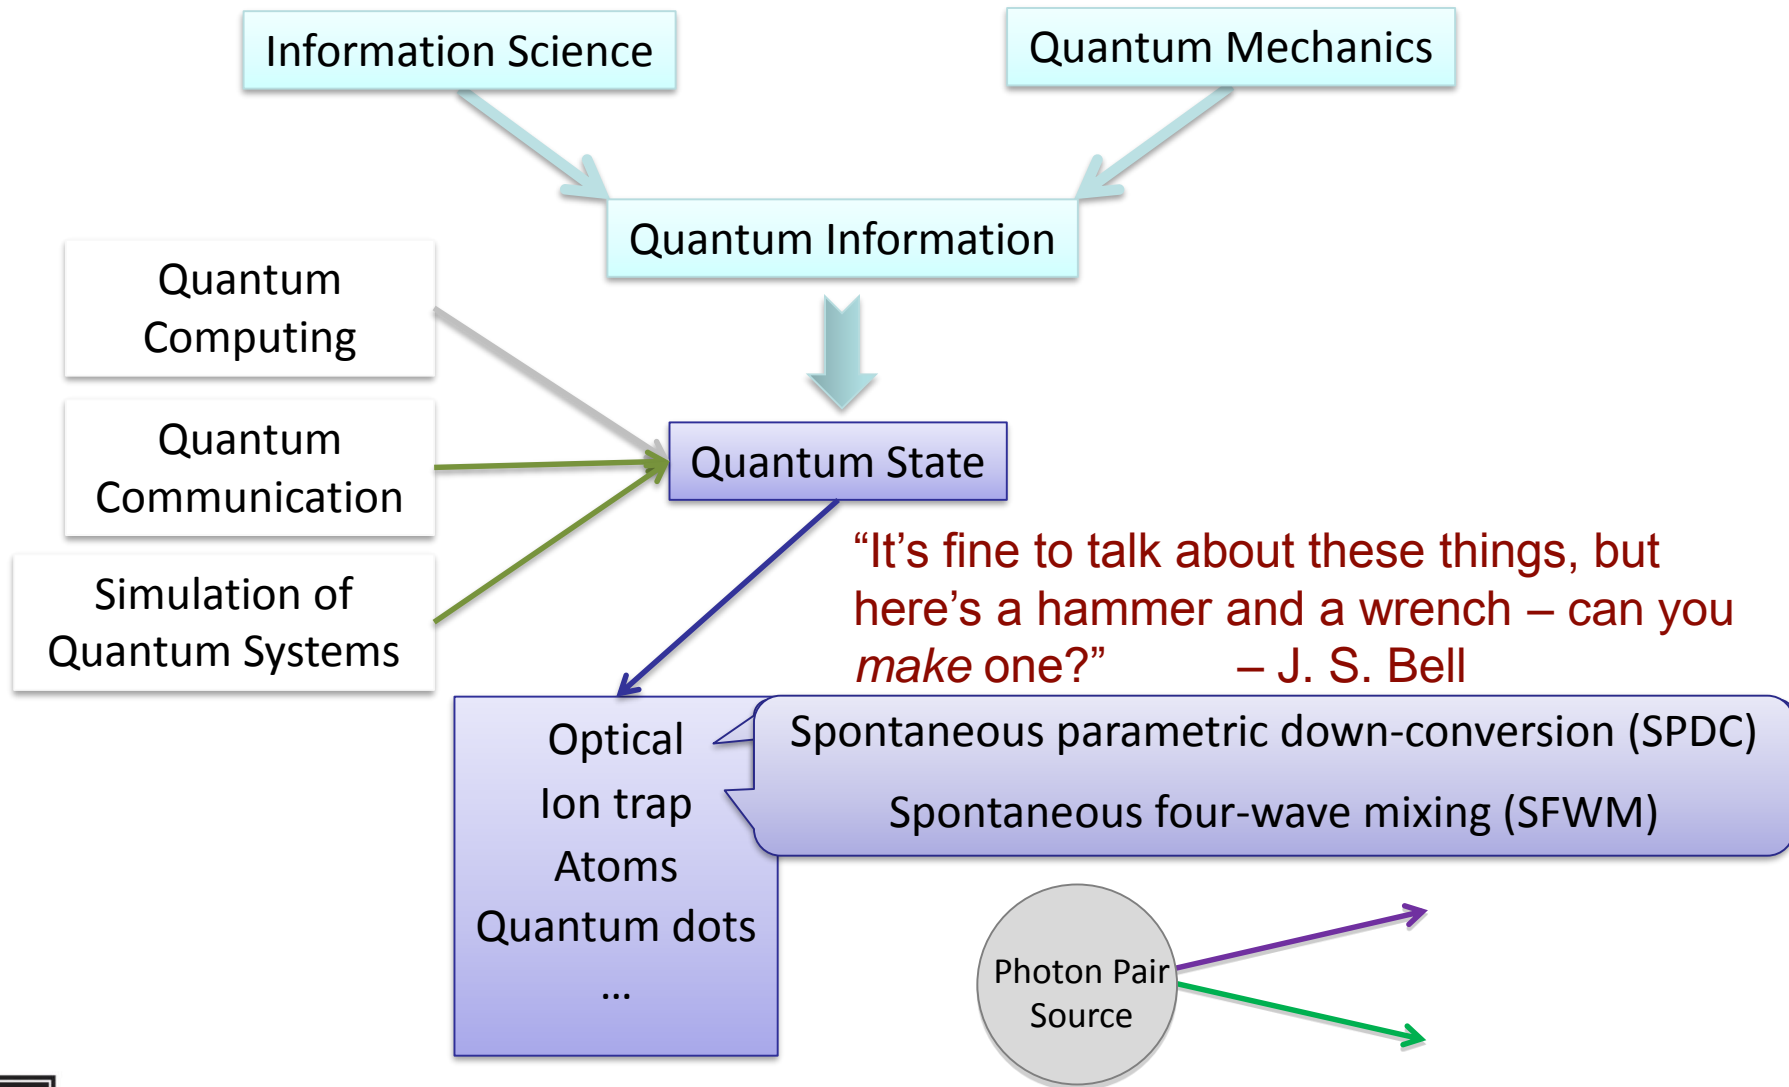 Information Science
Quantum Mechanics
Quantum Information
Quantum
Computing
Quantum
Communication
Simulation of
Quantum Systems
Quantum State
“It’s fine to talk about these things, but
here’s a hammer and a wrench – can you
make one?” – J. S. Bell
Optical
Ion trap
Atoms
Quantum dots
...
Spontaneous parametric down-conversion (SPDC)
Spontaneous four-wave mixing (SFWM)
Photon Pair
Source